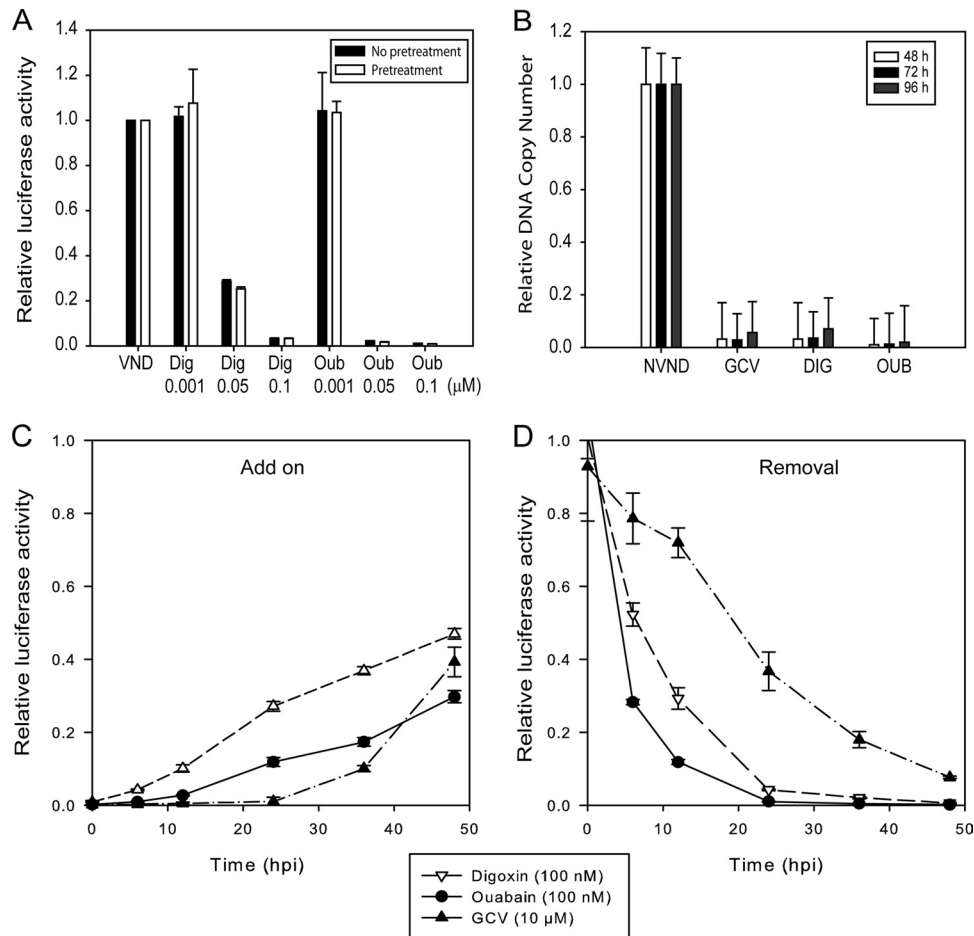 A
Relative luciferase activity
1.4
1.2
1.0
0.8
0.6
0.4
0.2
0.0
No pretreatment
Pretreatment
VND Dig Dig Dig Oub Oub Oub
0.001 0.05 0.1 0.001 0.05 0.1 (μM)
B
Relative DNA Copy Number
1.2
1.0
0.8
0.6
0.4
0.2
0.0
48 h
72 h
96 h
NVND GCV DIG OUB
C
Add on
Relative luciferase activity
1.0
0.8
0.6
0.4
0.2
0.0
0 10 20 30 40 50
Time (hpi)
D
Removal
Relative luciferase activity
1.0
0.8
0.6
0.4
0.2
0.0
0 10 20 30 40 50
Time (hpi)
Digoxin (100 nM)
Ouabain (100 nM)
GCV (10 μM)